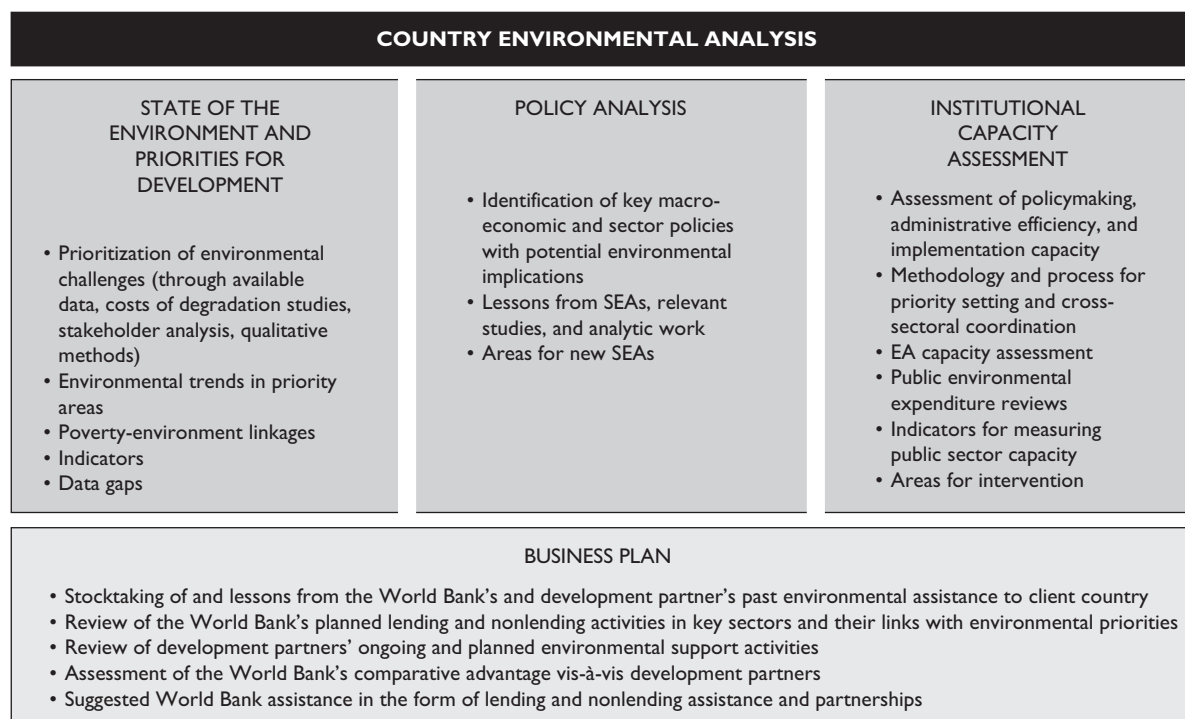 COUNTRY ENVIRONMENTAL ANALYSIS
STATE OF THE
ENVIRONMENT AND
PRIORITIES FOR
DEVELOPMENT
• Prioritization of environmental
challenges (through available
data, costs of degradation studies,
stakeholder analysis, qualitative
methods)
• Environmental trends in priority
areas
• Poverty-environment linkages
• Indicators
• Data gaps
POLICY ANALYSIS
• Identification of key macro-
economic and sector policies
with potential environmental
implications
• Lessons from SEAs, relevant
studies, and analytic work
• Areas for new SEAs
INSTITUTIONAL
CAPACITY
ASSESSMENT
• Assessment of policymaking,
administrative efficiency, and
implementation capacity
• Methodology and process for
priority setting and cross-
sectoral coordination
• EA capacity assessment
• Public environmental
expenditure reviews
• Indicators for measuring
public sector capacity
• Areas for intervention
BUSINESS PLAN
• Stocktaking of and lessons from the World Bank's and development partner's past environmental assistance to client country
• Review of the World Bank's planned lending and nonlending activities in key sectors and their links with environmental priorities
• Review of development partners' ongoing and planned environmental support activities
• Assessment of the World Bank's comparative advantage vis-à-vis development partners
• Suggested World Bank assistance in the form of lending and nonlending assistance and partnerships